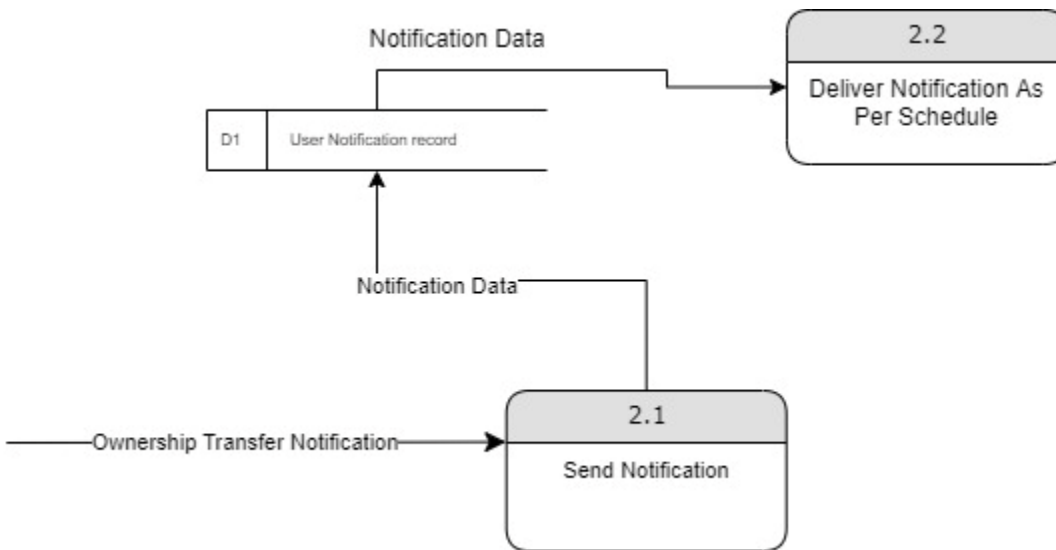 Notification Data
2.2
Deliver Notification As
Per Schedule
D1
User Notification record
Notification Data
2.1
Ownership Transfer Notification
Send Notification